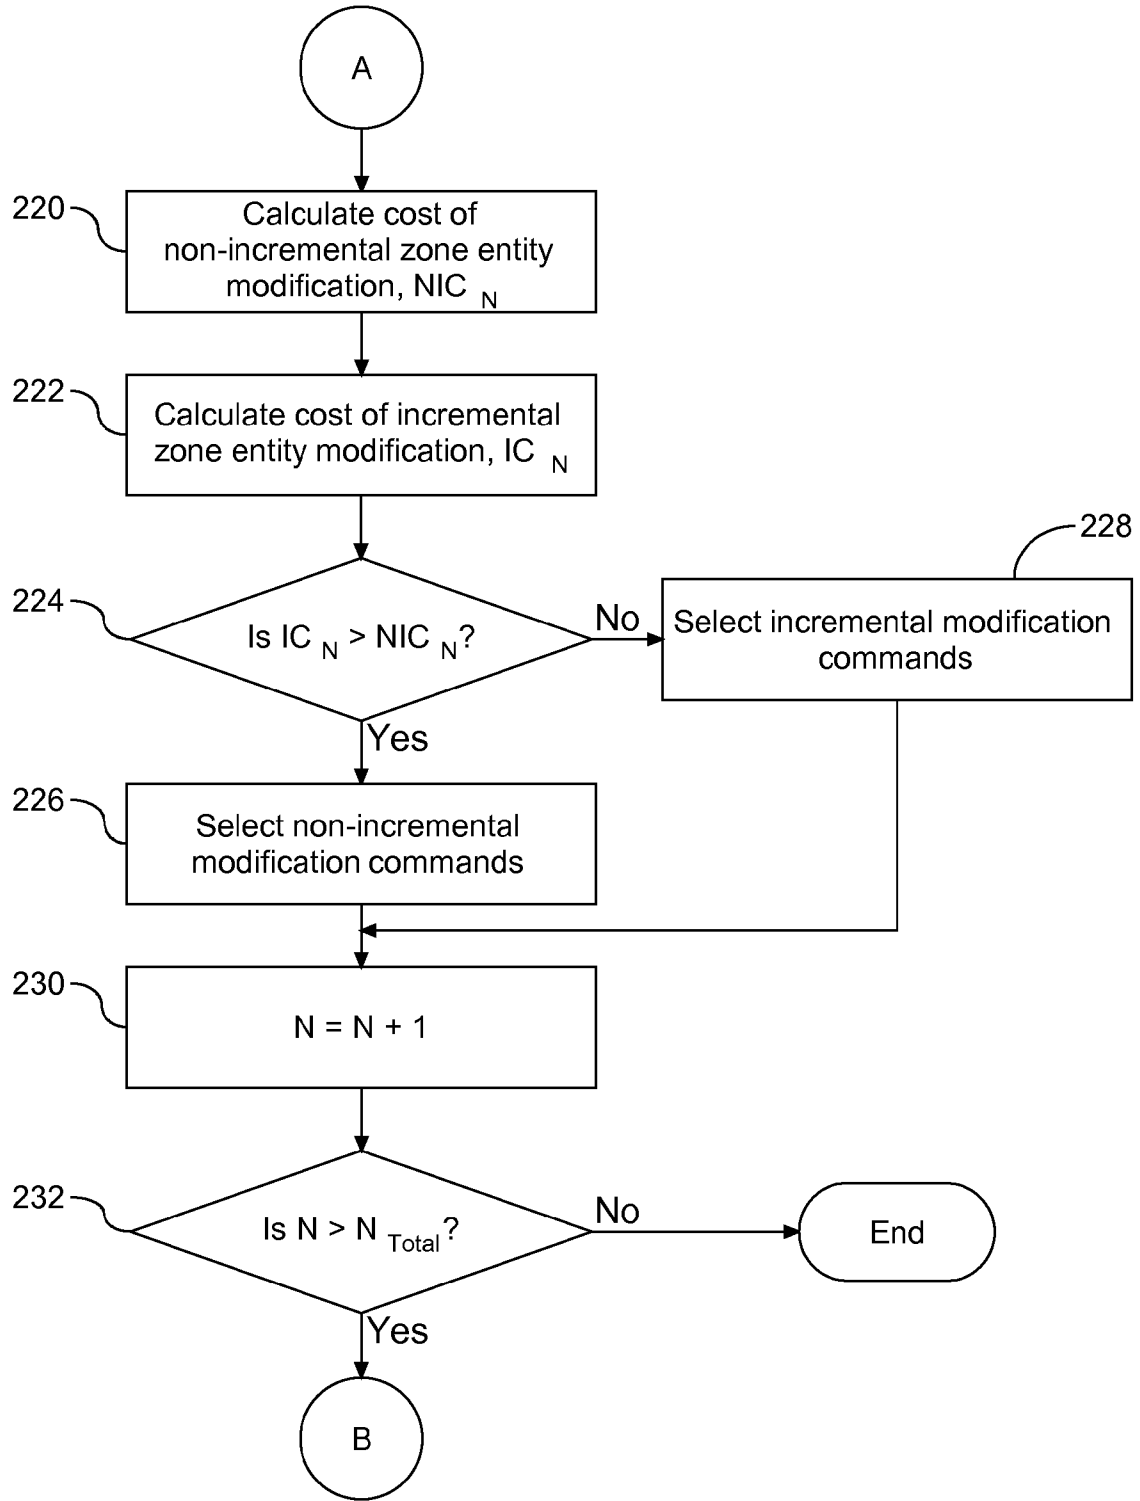 A
220
Calculate cost of
non-incremental zone entity
modification, NIC N
222
Calculate cost of incremental
zone entity modification, IC N
228
224
Is IC N > NIC N?
No
Select incremental modification
commands
Yes
226
Select non-incremental
modification commands
230
N = N + 1
232
Is N > N Total?
No
End
Yes
B